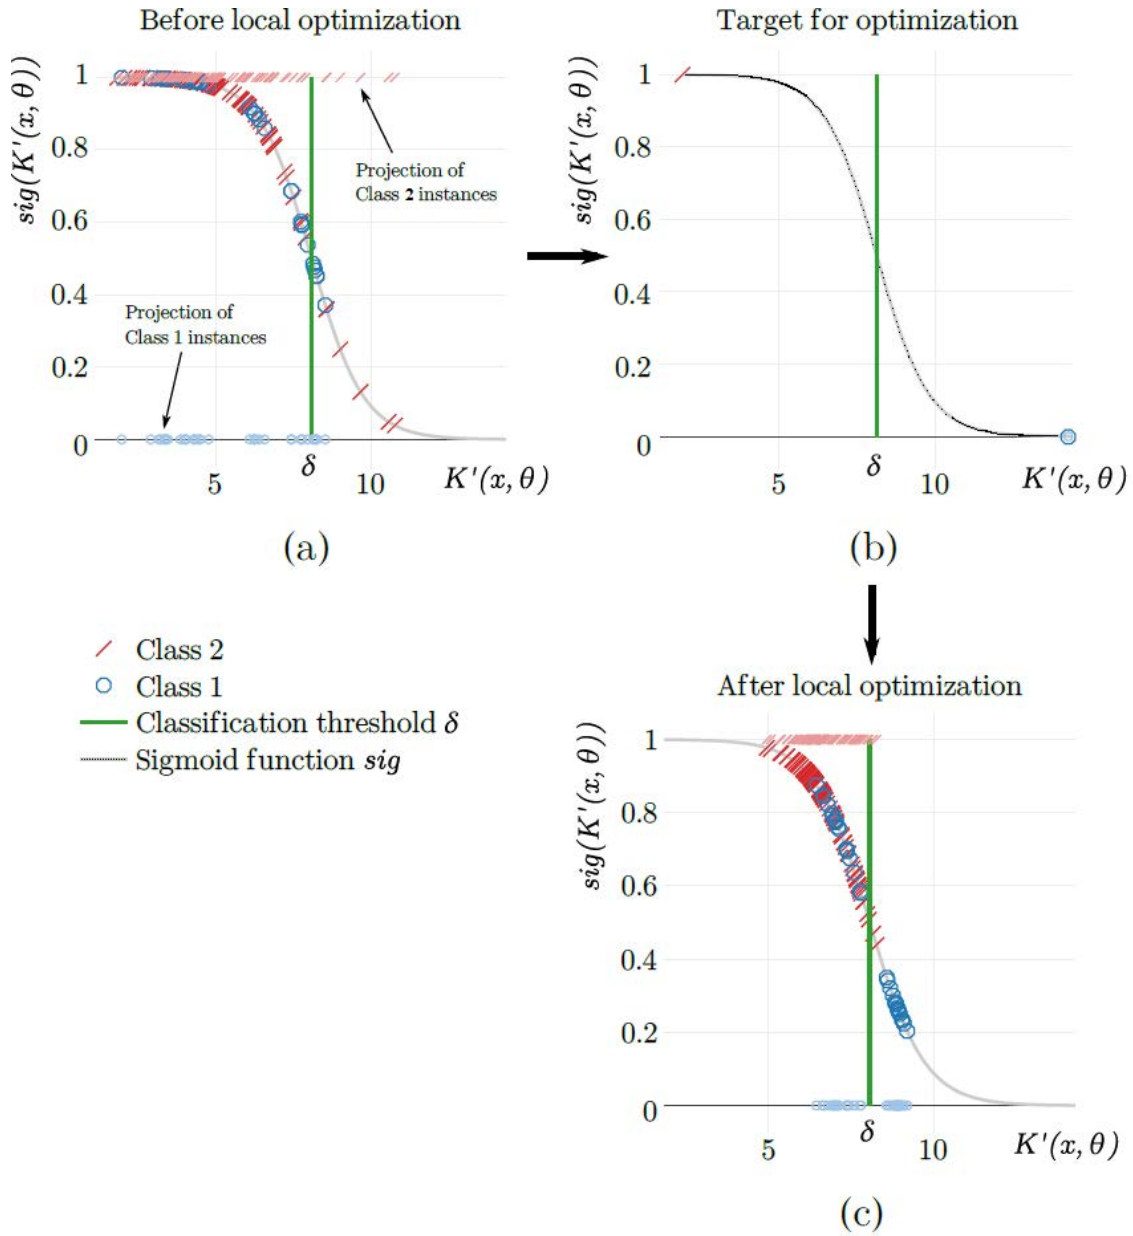 Before local optimization
Target for optimization
sig(K'(x, θ))
1
0.8
0.6
0.4
0.2
0
Projection of
Class 2 instances
Projection of
Class 1 instances
5
δ
10
K'(x, θ)
(a)
sig(K'(x, θ))
1
0.8
0.6
0.4
0.2
0
5
δ
10
K'(x, θ)
(b)
Class 2
Class 1
Classification threshold δ
Sigmoid function sig
After local optimization
sig(K'(x, θ))
1
0.8
0.6
0.4
0.2
0
5
δ
10
K'(x, θ)
(c)